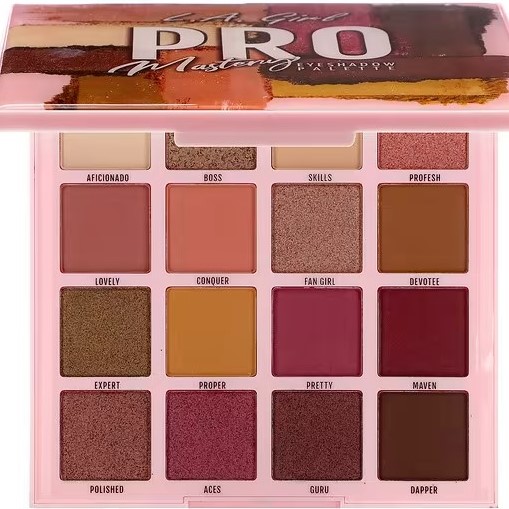 L.A. Girl
PRO
Mastery EYESHADOW
PALETTE
AFICIONADO BOSS SKILLS PROFESH
LOVELY CONQUER FAN GIRL DEVOTEE
EXPERT PROPER PRETTY MAVEN
POLISHED ACES GURU DAPPER